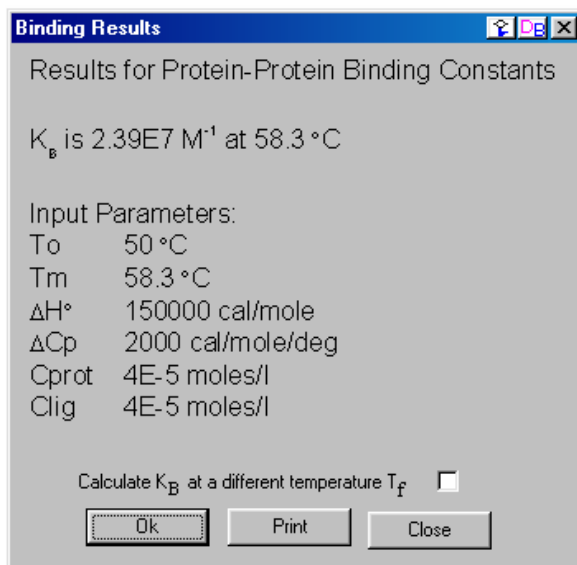 Binding Results
DB
Results for Protein-Protein Binding Constants
K_B is 2.39E7 M⁻¹ at 58.3 °C
Input Parameters:
To 50 °C
Tm 58.3 °C
ΔH° 150000 cal/mole
ΔCp 2000 cal/mole/deg
Cprot 4E-5 moles/l
Clig 4E-5 moles/l
Calculate K_B at a different temperature T_f
Ok Print Close